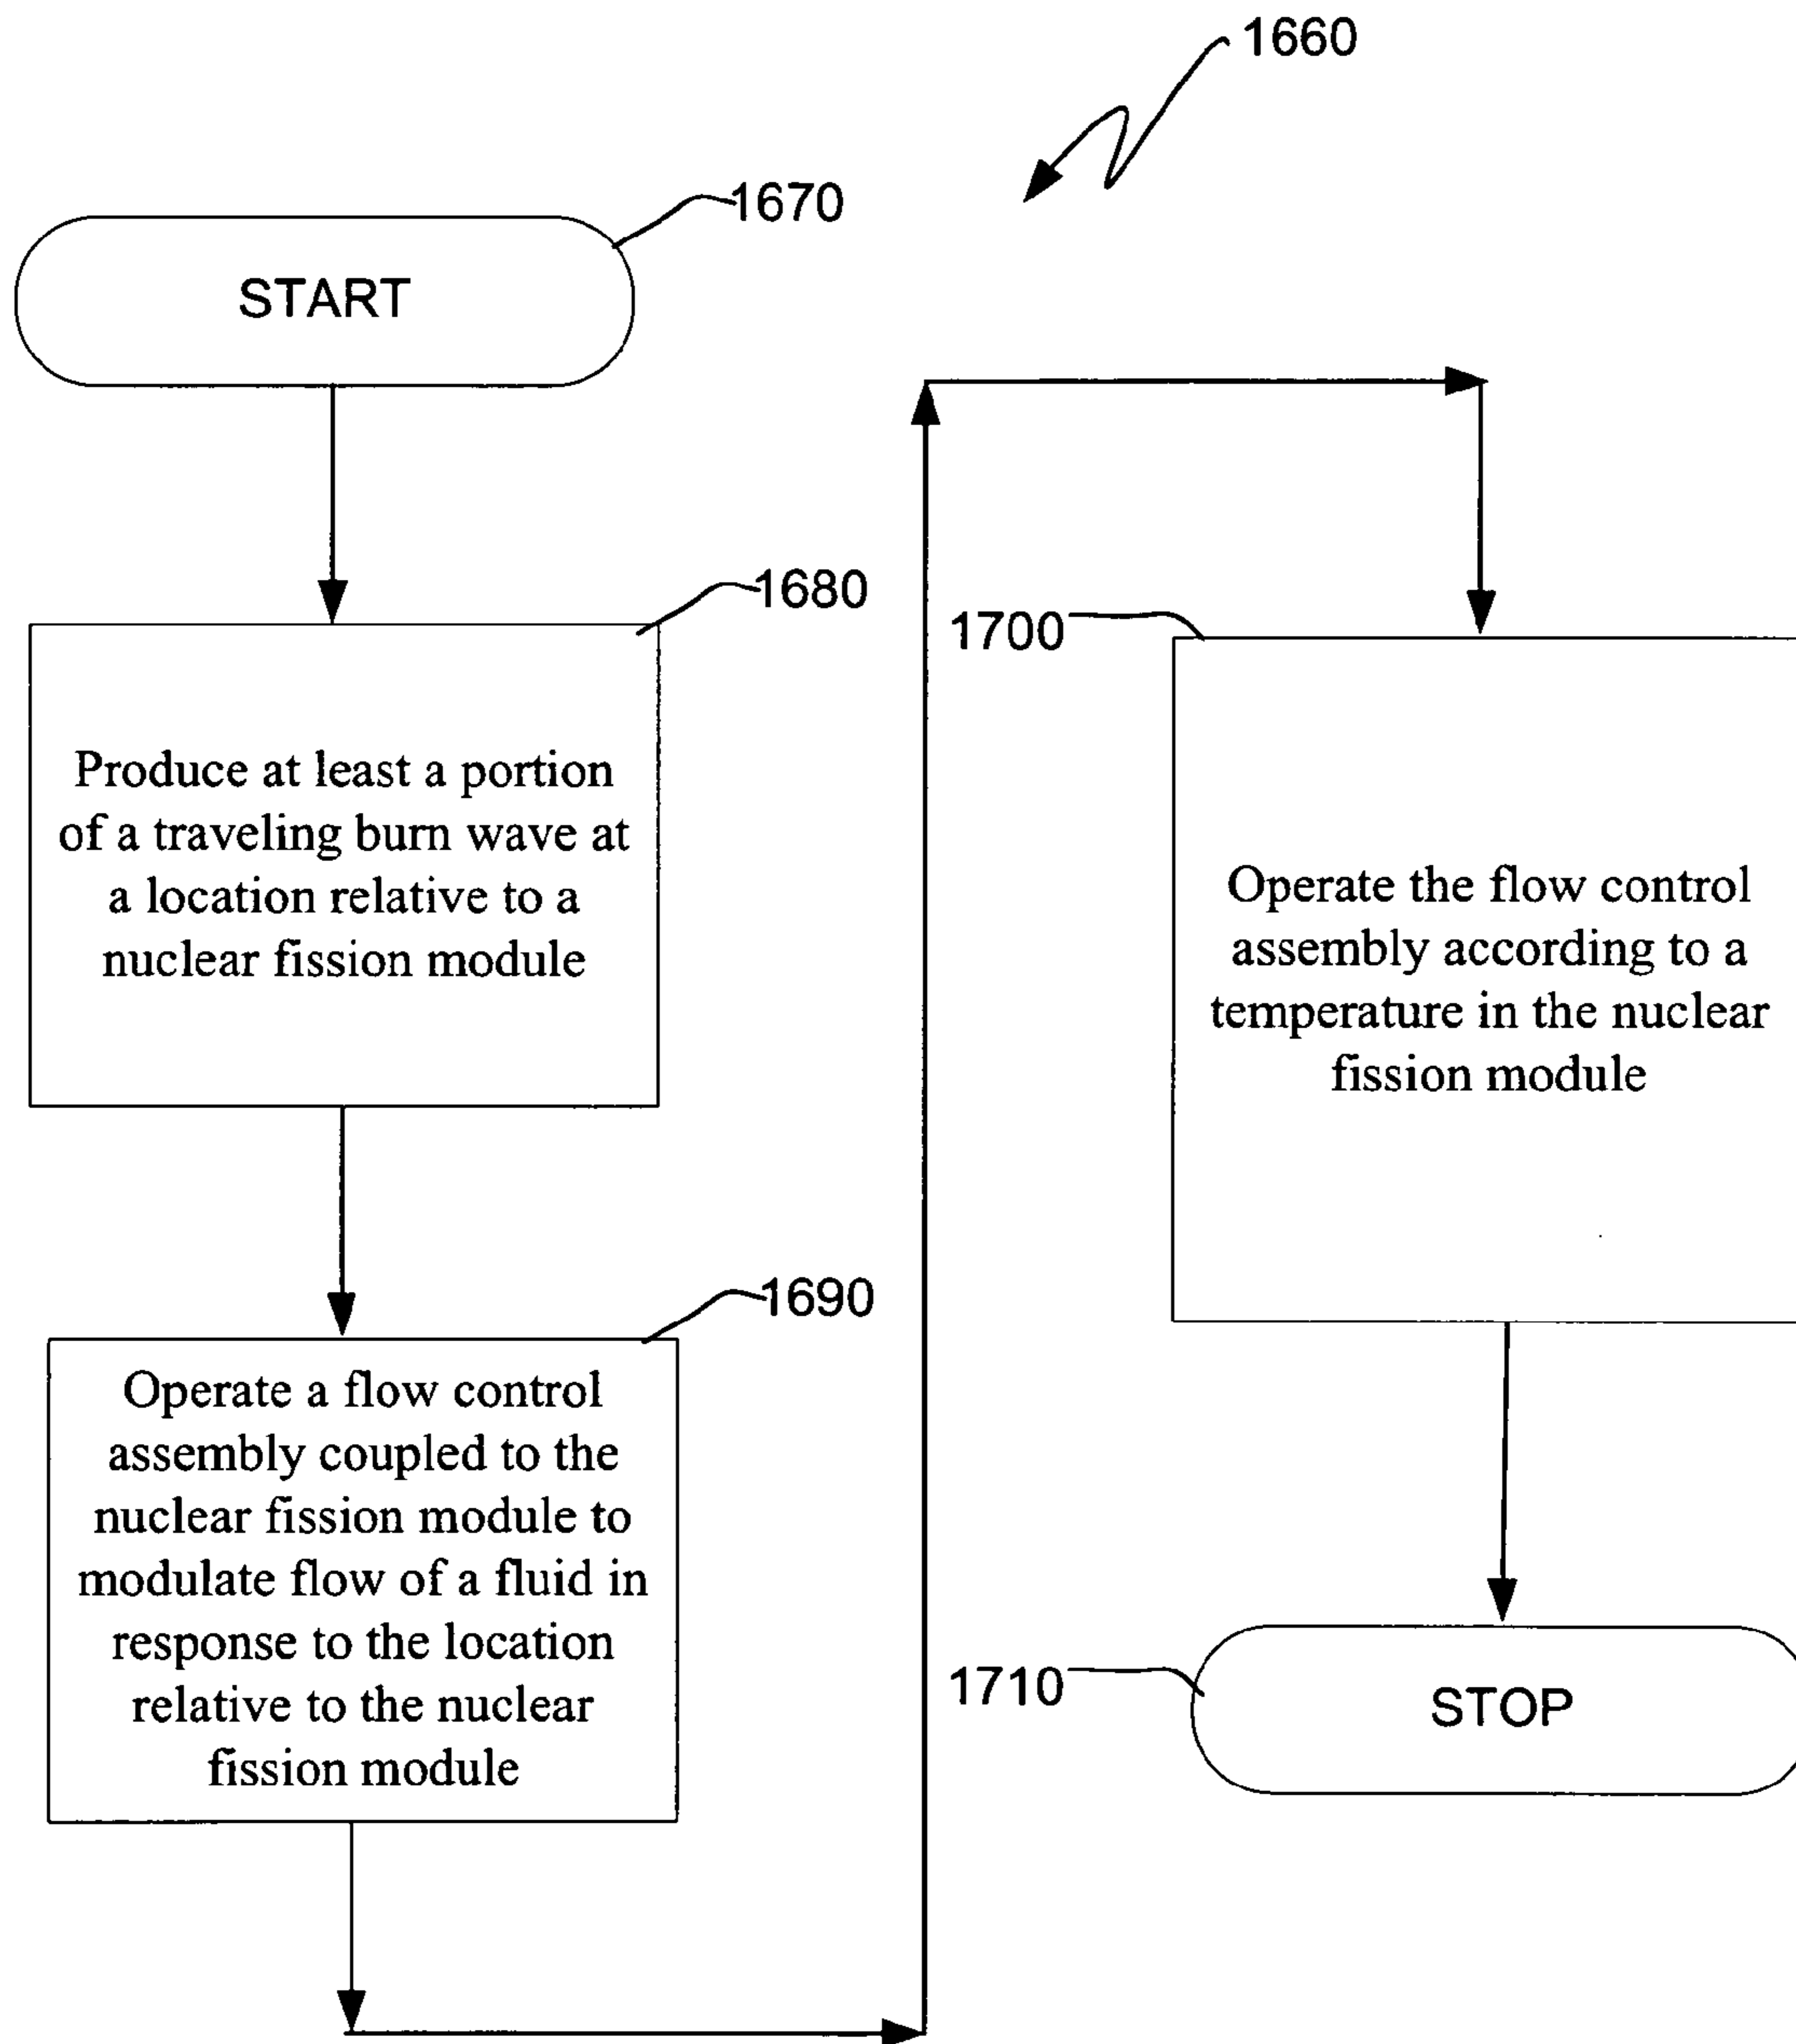 1660
1670
START
1680
Produce at least a portion
of a traveling burn wave at
a location relative to a
nuclear fission module
1690
Operate a flow control
assembly coupled to the
nuclear fission module to
modulate flow of a fluid in
response to the location
relative to the nuclear
fission module
1700
Operate the flow control
assembly according to a
temperature in the nuclear
fission module
1710
STOP